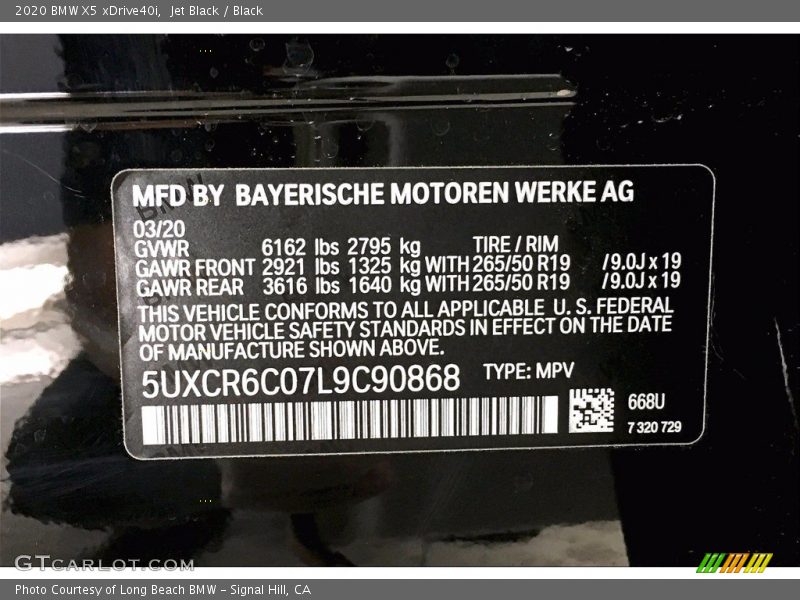 2020 BMW X5 xDrive40i, Jet Black / Black
MFD BY BAYERISCHE MOTOREN WERKE AG
03/20
GVWR 6162 lbs 2795 kg TIRE / RIM
GAWR FRONT 2921 lbs 1325 kg WITH 265/50 R19 /9.0J x 19
GAWR REAR 3616 lbs 1640 kg WITH 265/50 R19 /9.0J x 19
THIS VEHICLE CONFORMS TO ALL APPLICABLE U. S. FEDERAL
MOTOR VEHICLE SAFETY STANDARDS IN EFFECT ON THE DATE
OF MANUFACTURE SHOWN ABOVE.
5UXCR6C07L9C90868 TYPE: MPV
668U
7 320 729
GTCARLOT.COM
Photo Courtesy of Long Beach BMW - Signal Hill, CA